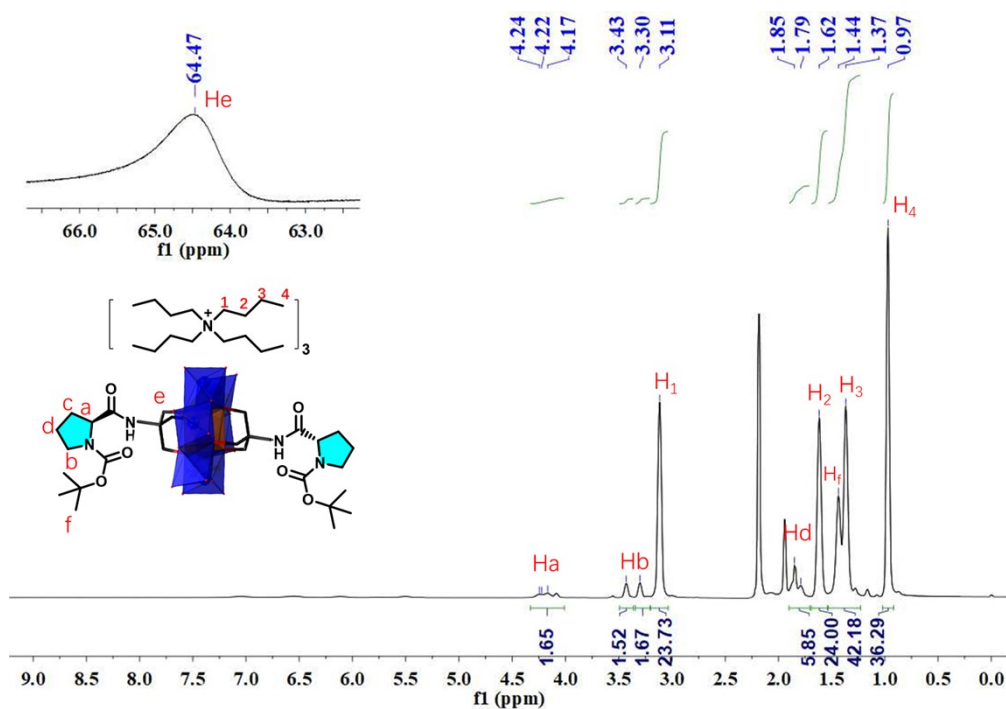 64.47
He
66.0 65.0 64.0 63.0
f1 (ppm)
4.24
4.22
4.17
3.43
3.30
3.11
1.85
1.79
1.62
1.44
1.37
0.97
H4
1 2 3 4
N+
3
H1
H2
H3
Hf
Hd
Ha
Hb
O
e
c a
d
N
H
b
N
O
O
f
O
N
H
N
O
O
1.65
1.52
1.67
23.73
5.85
24.00
42.18
36.29
9.0 8.5 8.0 7.5 7.0 6.5 6.0 5.5 5.0 4.5 4.0 3.5 3.0 2.5 2.0 1.5 1.0 0.5 0.0
f1 (ppm)